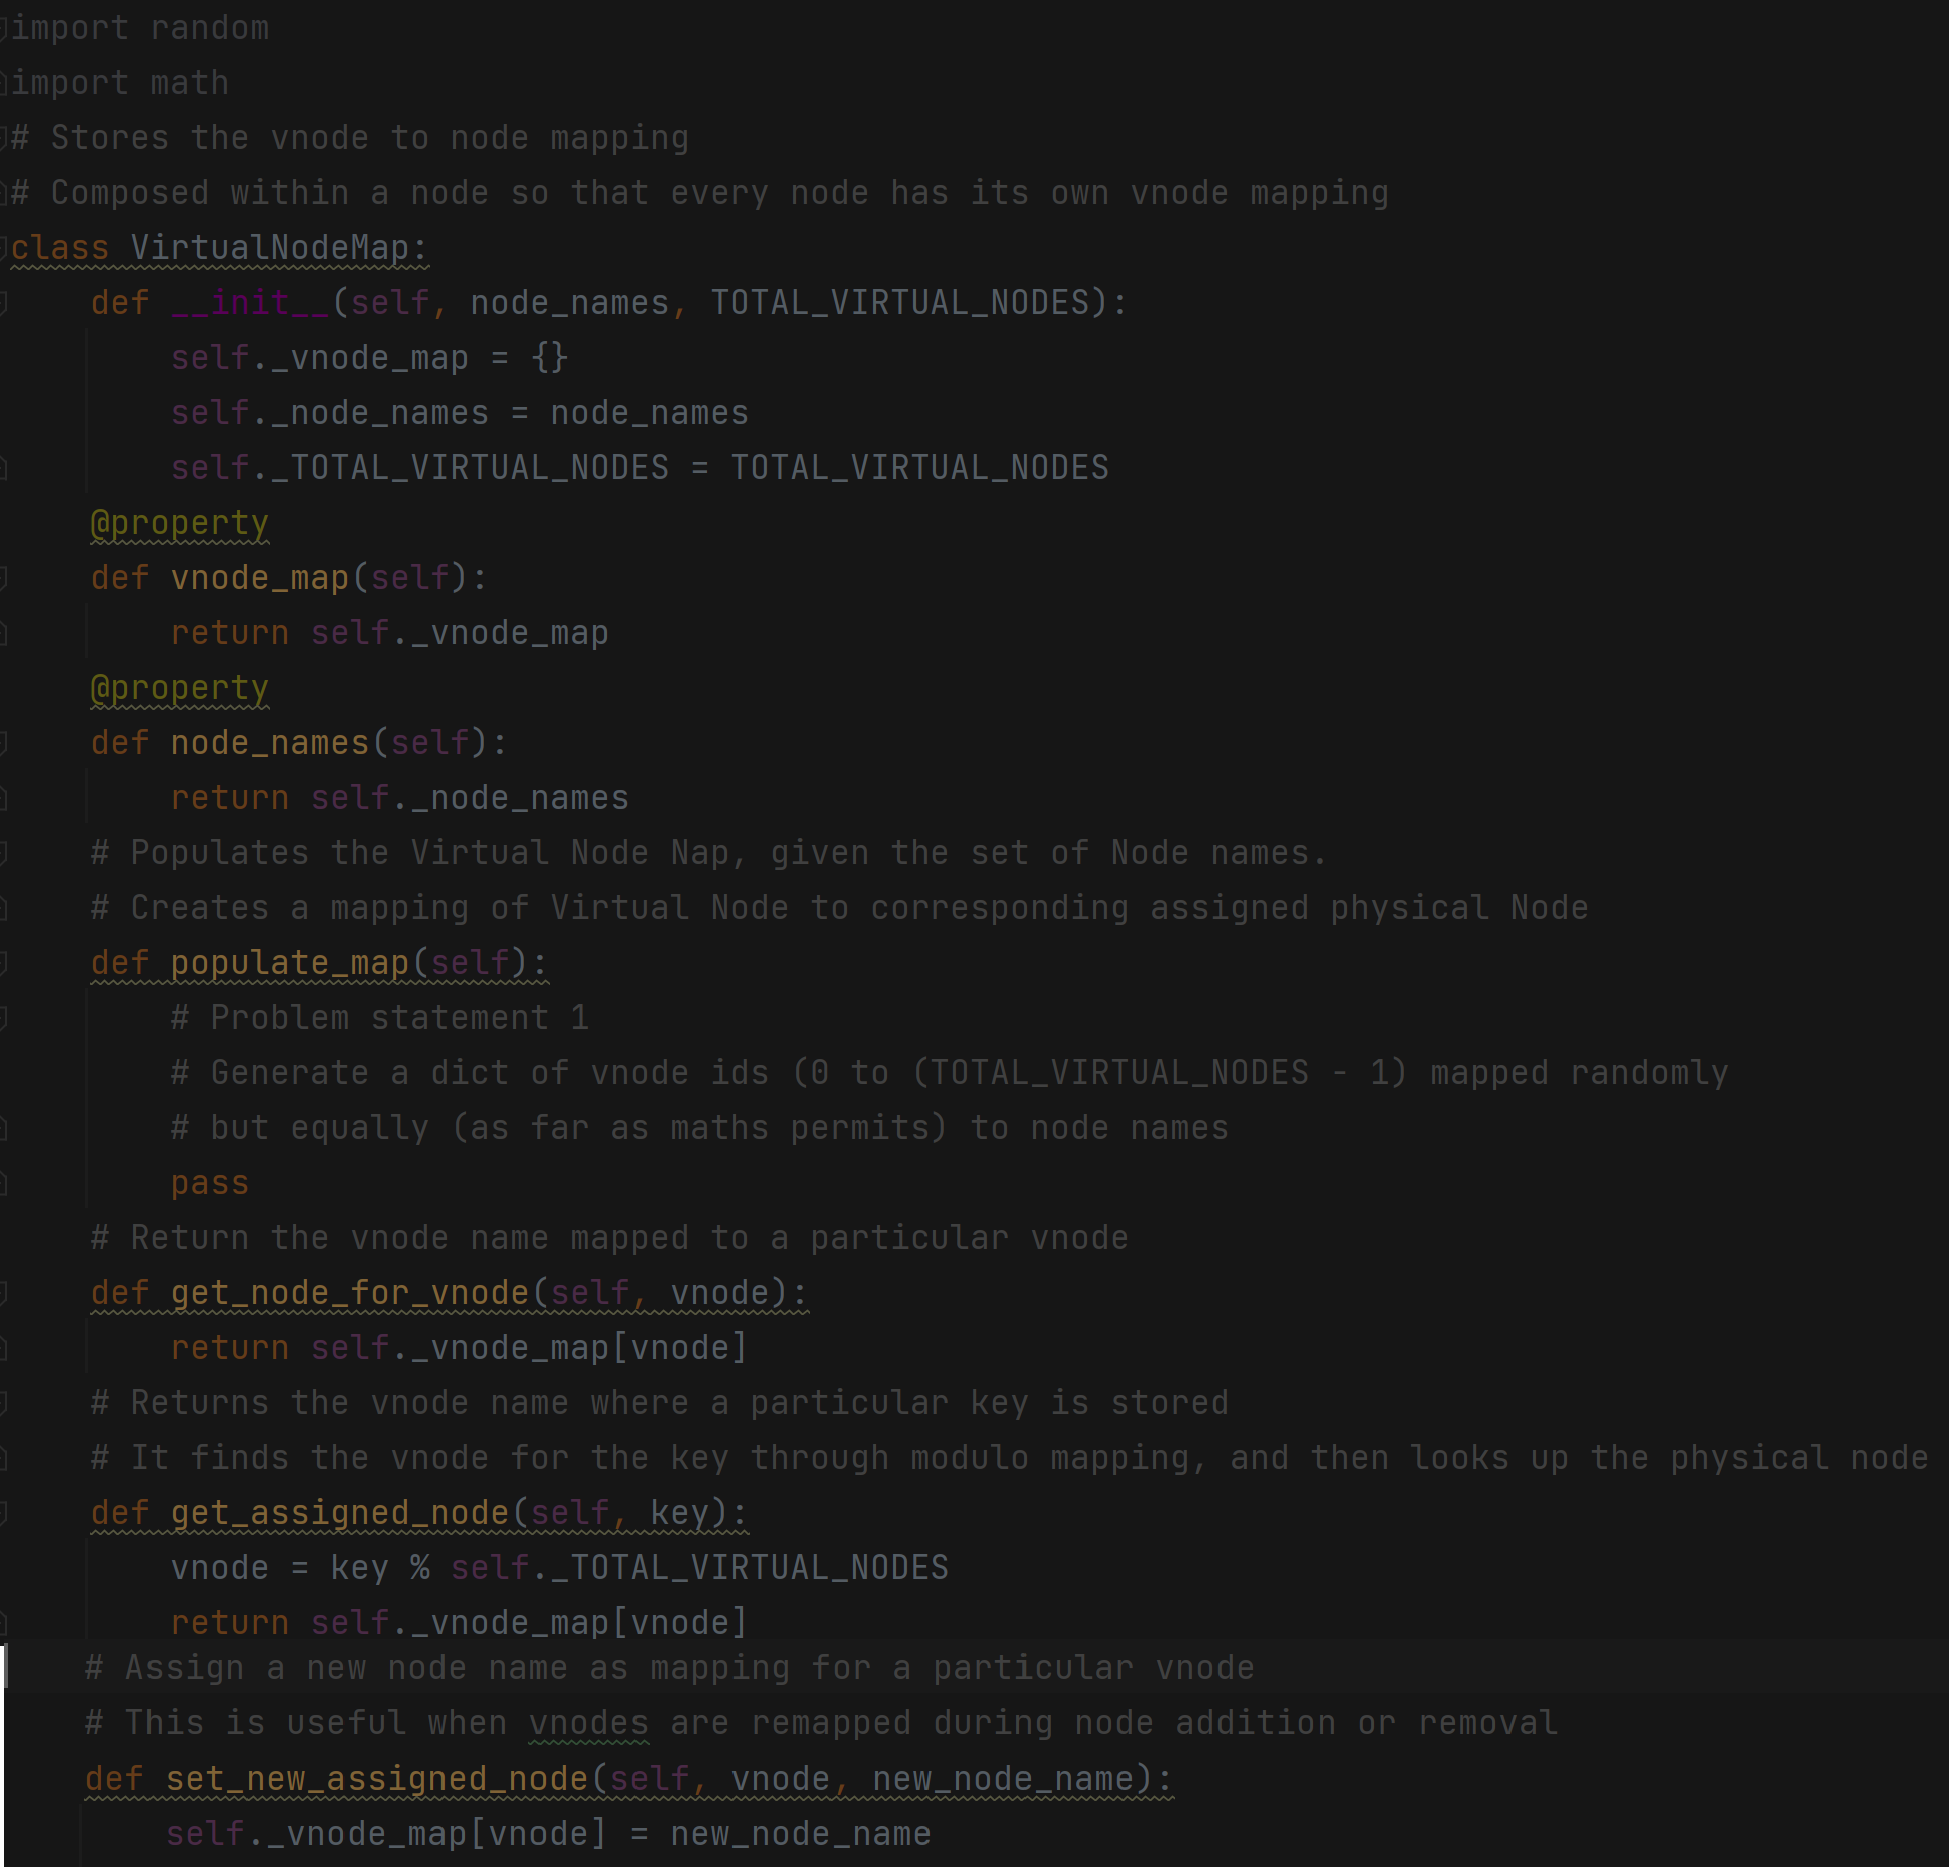 import random
import math
# Stores the vnode to node mapping
# Composed within a node so that every node has its own vnode mapping
class VirtualNodeMap:
    def __init__(self, node_names, TOTAL_VIRTUAL_NODES):
        self._vnode_map = {}
        self._node_names = node_names
        self._TOTAL_VIRTUAL_NODES = TOTAL_VIRTUAL_NODES
    @property
    def vnode_map(self):
        return self._vnode_map
    @property
    def node_names(self):
        return self._node_names
    # Populates the Virtual Node Nap, given the set of Node names.
    # Creates a mapping of Virtual Node to corresponding assigned physical Node
    def populate_map(self):
        # Problem statement 1
        # Generate a dict of vnode ids (0 to (TOTAL_VIRTUAL_NODES - 1) mapped randomly
        # but equally (as far as maths permits) to node names
        pass
    # Return the vnode name mapped to a particular vnode
    def get_node_for_vnode(self, vnode):
        return self._vnode_map[vnode]
    # Returns the vnode name where a particular key is stored
    # It finds the vnode for the key through modulo mapping, and then looks up the physical node
    def get_assigned_node(self, key):
        vnode = key % self._TOTAL_VIRTUAL_NODES
        return self._vnode_map[vnode]
    # Assign a new node name as mapping for a particular vnode
    # This is useful when vnodes are remapped during node addition or removal
    def set_new_assigned_node(self, vnode, new_node_name):
        self._vnode_map[vnode] = new_node_name